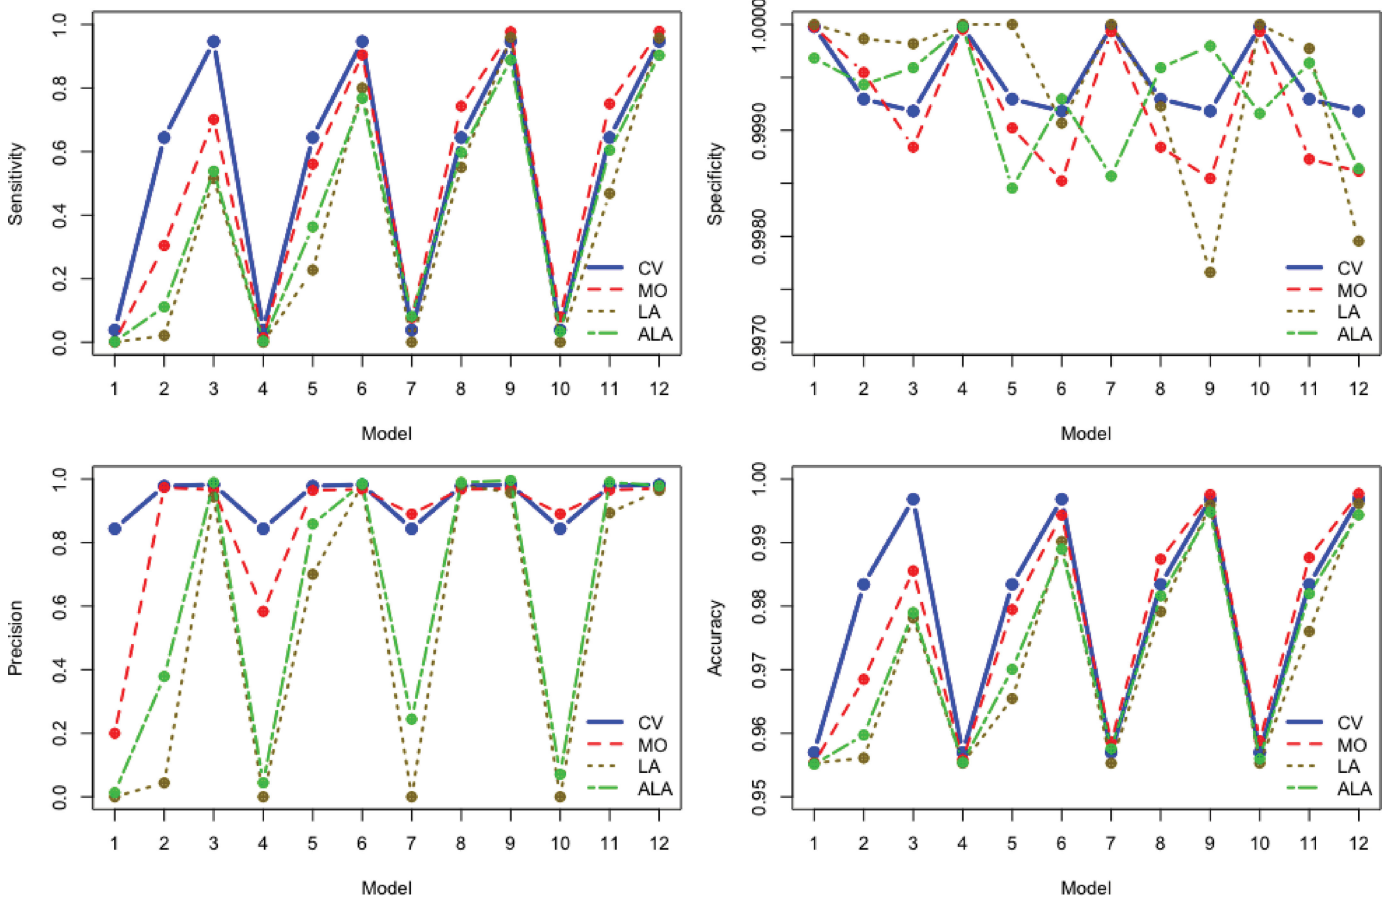 Sensitivity
1.0
0.8
0.6
0.4
0.2
0.0
CV
MO
LA
ALA
1 2 3 4 5 6 7 8 9 10 11 12
Model
Specificity
1.0000
0.9990
0.9980
0.9970
CV
MO
LA
ALA
1 2 3 4 5 6 7 8 9 10 11 12
Model
Precision
1.0
0.8
0.6
0.4
0.2
0.0
CV
MO
LA
ALA
1 2 3 4 5 6 7 8 9 10 11 12
Model
Accuracy
1.00
0.99
0.98
0.97
0.96
0.95
CV
MO
LA
ALA
1 2 3 4 5 6 7 8 9 10 11 12
Model